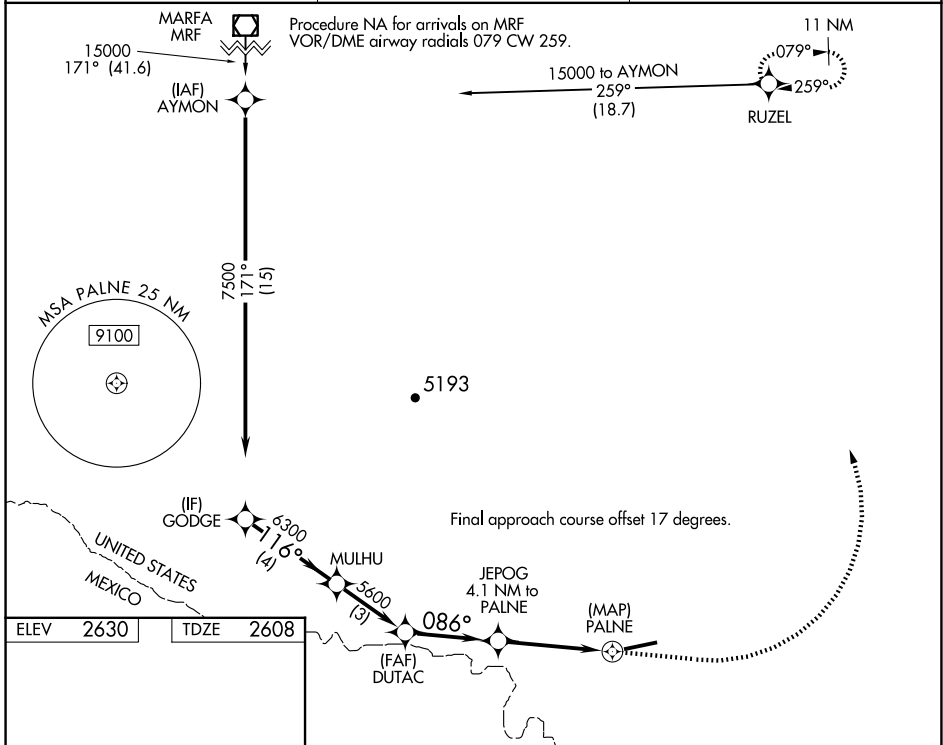 MARFA
MRF
Procedure NA for arrivals on MRF
VOR/DME airway radials 079 CW 259.
11 NM
079°
259°
15000
171° (41.6)
15000 to AYMON
259°
(18.7)
RUZEL
(IAF)
AYMON
7500
171°
(15)
MSA PALNE 25 NM
9100
5193
(IF)
GODGE
6300
116°
(4)
Final approach course offset 17 degrees.
UNITED STATES
MEXICO
MULHU
5600
(3)
JEPOG
4.1 NM to
PALNE
(MAP)
PALNE
086°
(FAF)
DUTAC
ELEV 2630
TDZE 2608